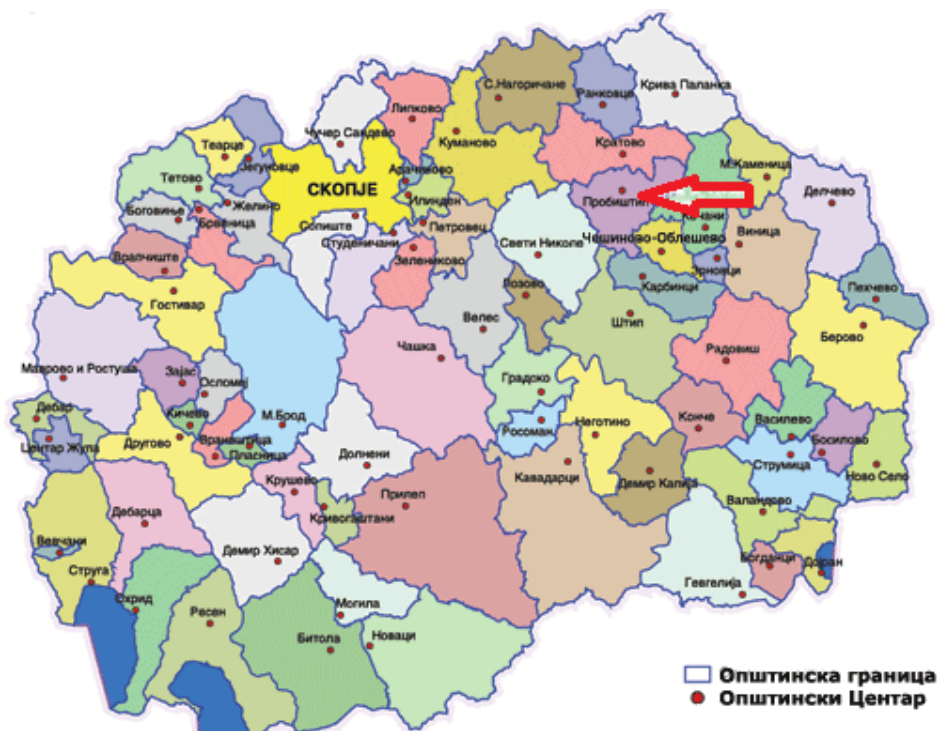 С.Нагоричане
Ранковце
Крива Паланка
Липково
Чучер Сандево
Куманово
Кратово
Теарце
Јегуновце
М.Каменица
Тетово
СКОПЈЕ
Арачиново
Делчево
Желино
Илинден
Пробиштип
Боговиње
Брвеница
Сопиште
Петровец
Кочани
Виница
Студеничани
Свети Николе
Чешиново-Облешево
Врапчиште
Зелениково
Зрновци
Лозово
Карбинци
Пехчево
Гостивар
Велес
Штип
Берово
Чашка
Радовиш
Маврово и Ростуша
Зајас
Осломеј
Градско
Дебар
Кичево
М.Брод
Конче
Василево
Центар Жупа
Другово
Вранештица
Росоман
Неготино
Босилово
Пласница
Долнени
Струмица
Крушево
Кавадарци
Демир Капија
Ново Село
Прилеп
Валандово
Дебарца
Кривогаштани
Вевчани
Демир Хисар
Богданци
Дојран
Струга
Гевгелија
Охрид
Ресен
Могила
Битола
Новаци
Општинска граница
Општински Центар